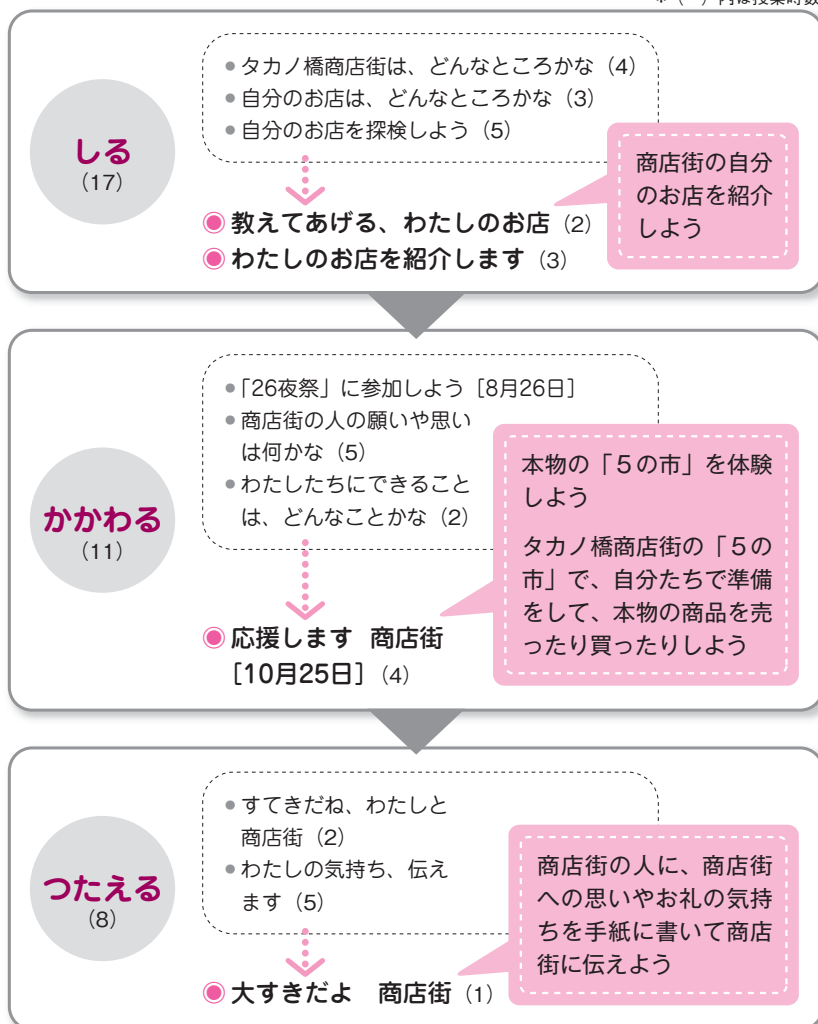 ＊（ ）内は授業時数
しる
（17）
●タカノ橋商店街は、どんなところかな（4）
●自分のお店は、どんなところかな（3）
●自分のお店を探検しよう（5）
◉教えてあげる、わたしのお店（2）
◉わたしのお店を紹介します（3）
商店街の自分
のお店を紹介
しよう
かかわる
（11）
●「26夜祭」に参加しよう［8月26日］
●商店街の人の願いや思い
は何かな（5）
●わたしたちにできること
は、どんなことかな（2）
◉応援します 商店街
［10月25日］（4）
本物の「5の市」を体験
しよう
タカノ橋商店街の「5の
市」で、自分たちで準備
をして、本物の商品を売
ったり買ったりしよう
つたえる
（8）
●すてきだね、わたしと
商店街（2）
●わたしの気持ち、伝え
ます（5）
◉大すきだよ 商店街（1）
商店街の人に、商店街
への思いやお礼の気持
ちを手紙に書いて商店
街に伝えよう